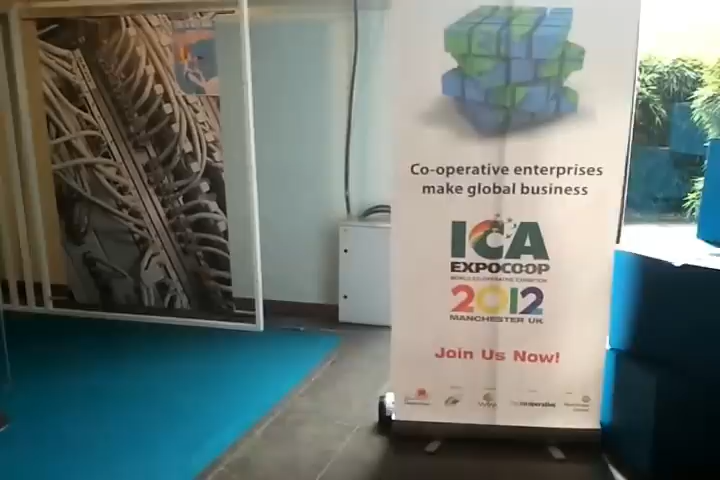 Co-operative enterprises
make global business
ICA
EXPOCOOP
WORLD CO-OPERATIVE EXHIBITION
2012
MANCHESTER UK
Join Us Now!